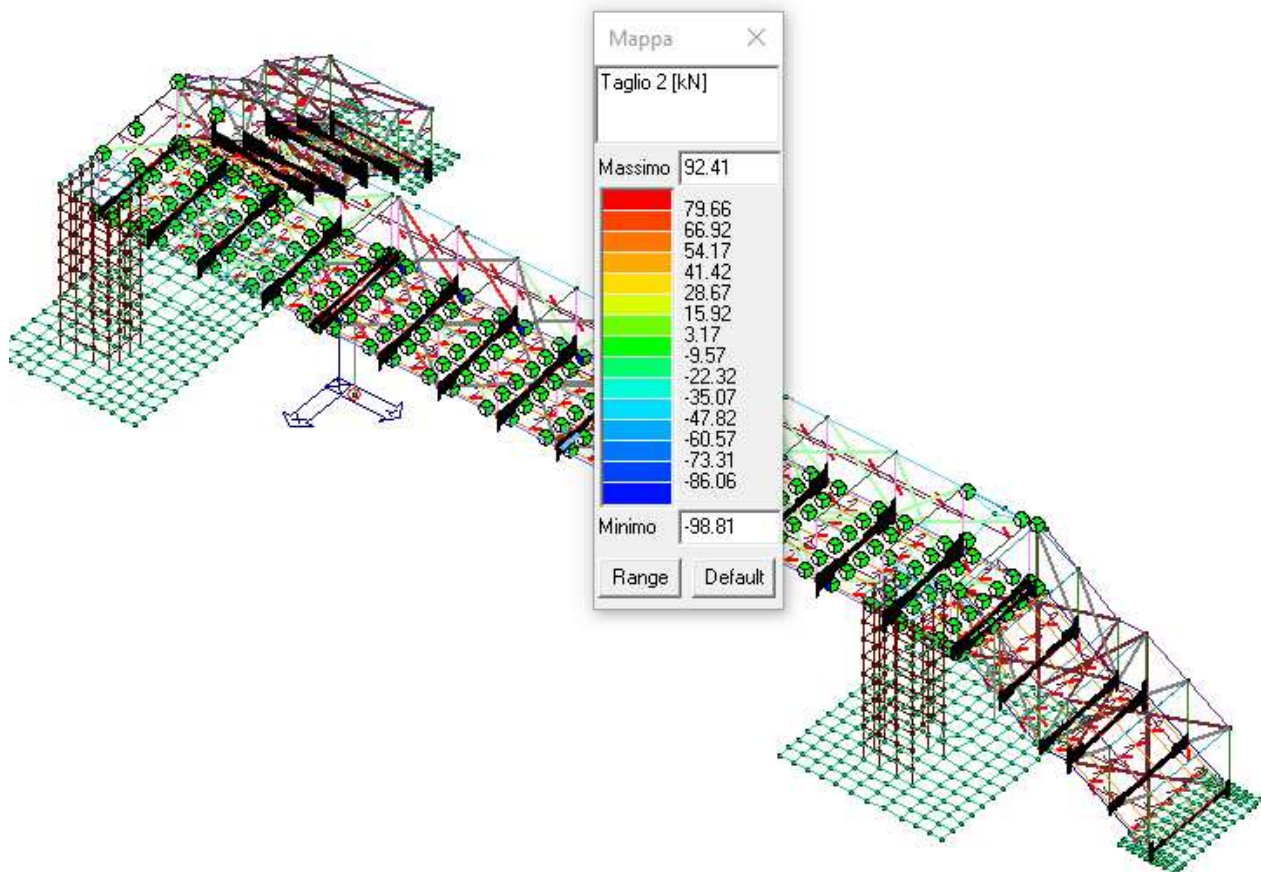 Mappa
Taglio 2 [kN]
Massimo 92.41
79.66
66.92
54.17
41.42
28.67
15.92
3.17
-9.57
-22.32
-35.07
-47.82
-60.57
-73.31
-86.06
Minimo -98.81
Range Default